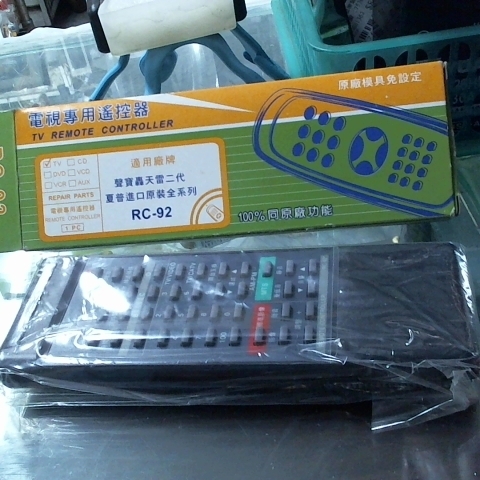 電視專用遙控器
TV REMOTE CONTROLLER
原廠模具免設定
TV CD
DVD VCD
VCR AUX
REPAIR PARTS
電視專用遙控器
REMOTE CONTROLLER
1 PC
適用廠牌
聲寶轟天雷二代
夏普進口原裝全系列
RC-92
100%同原廠功能